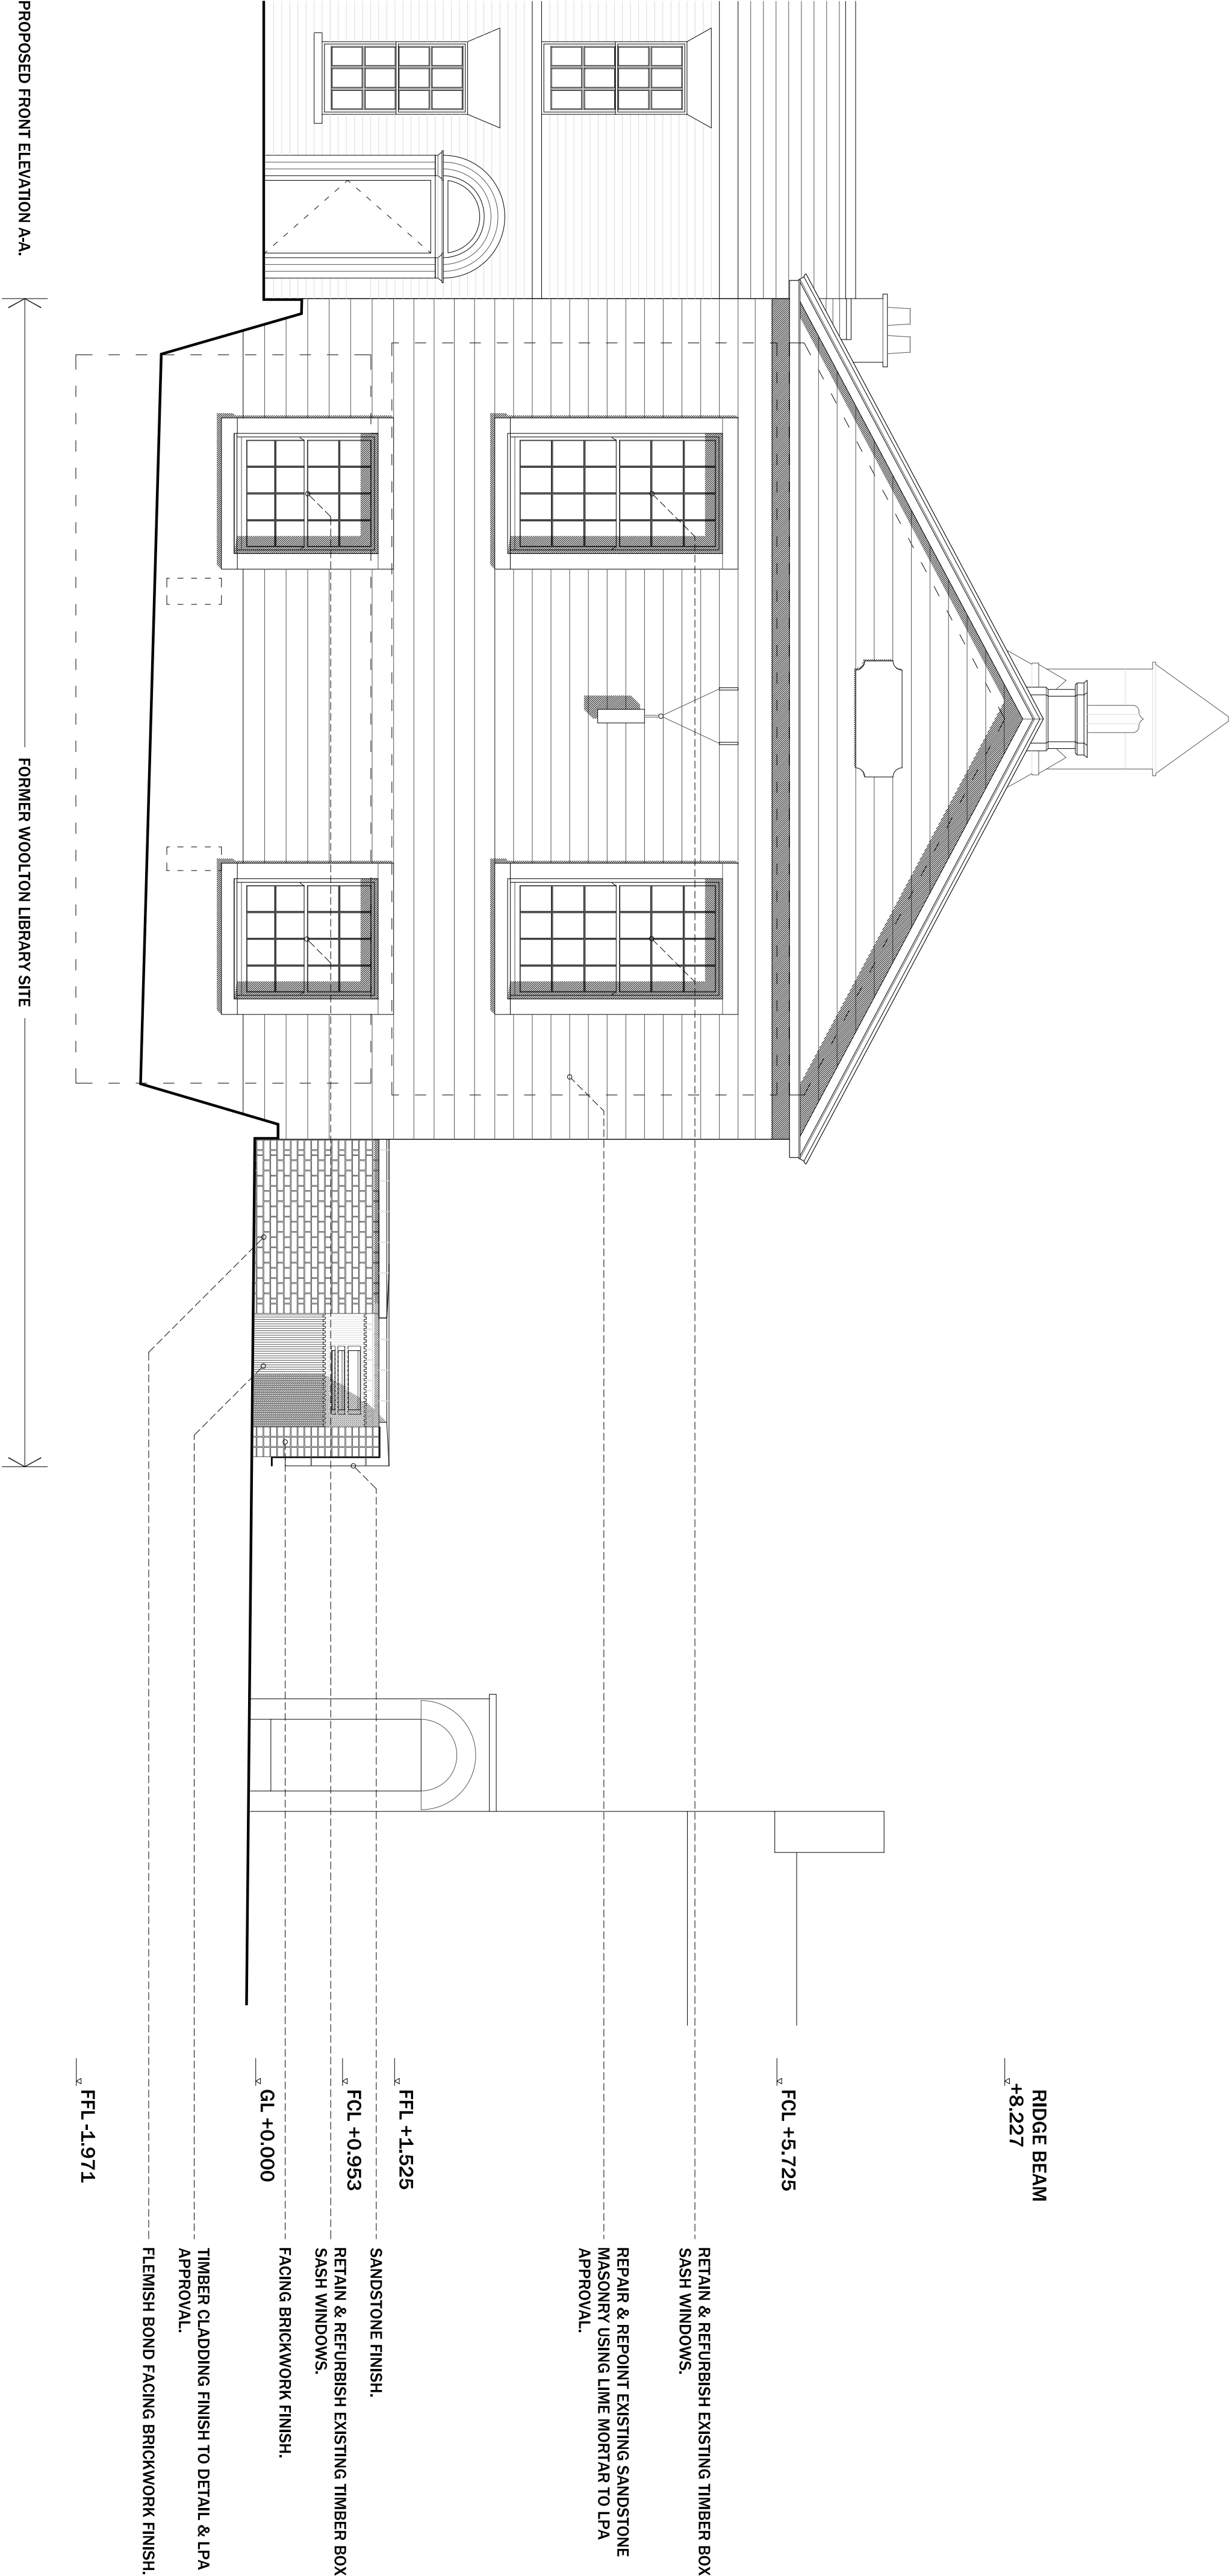 RIDGE BEAM
+8.227
FCL +5.725
FFL +1.525
FCL +0.953
GL +0.000
FFL -1.971
RETAIN & REFURBISH EXISTING TIMBER BOX
SASH WINDOWS.
REPAIR & REPOINT EXISTING SANDSTONE
MASONRY USING LIME MORTAR TO LPA
APPROVAL.
SANDSTONE FINISH.
RETAIN & REFURBISH EXISTING TIMBER BOX
SASH WINDOWS.
FACING BRICKWORK FINISH.
TIMBER CLADDING FINISH TO DETAIL & LPA
APPROVAL.
FLEMISH BOND FACING BRICKWORK FINISH.
FORMER WOOLTON LIBRARY SITE
PROPOSED FRONT ELEVATION A-A.